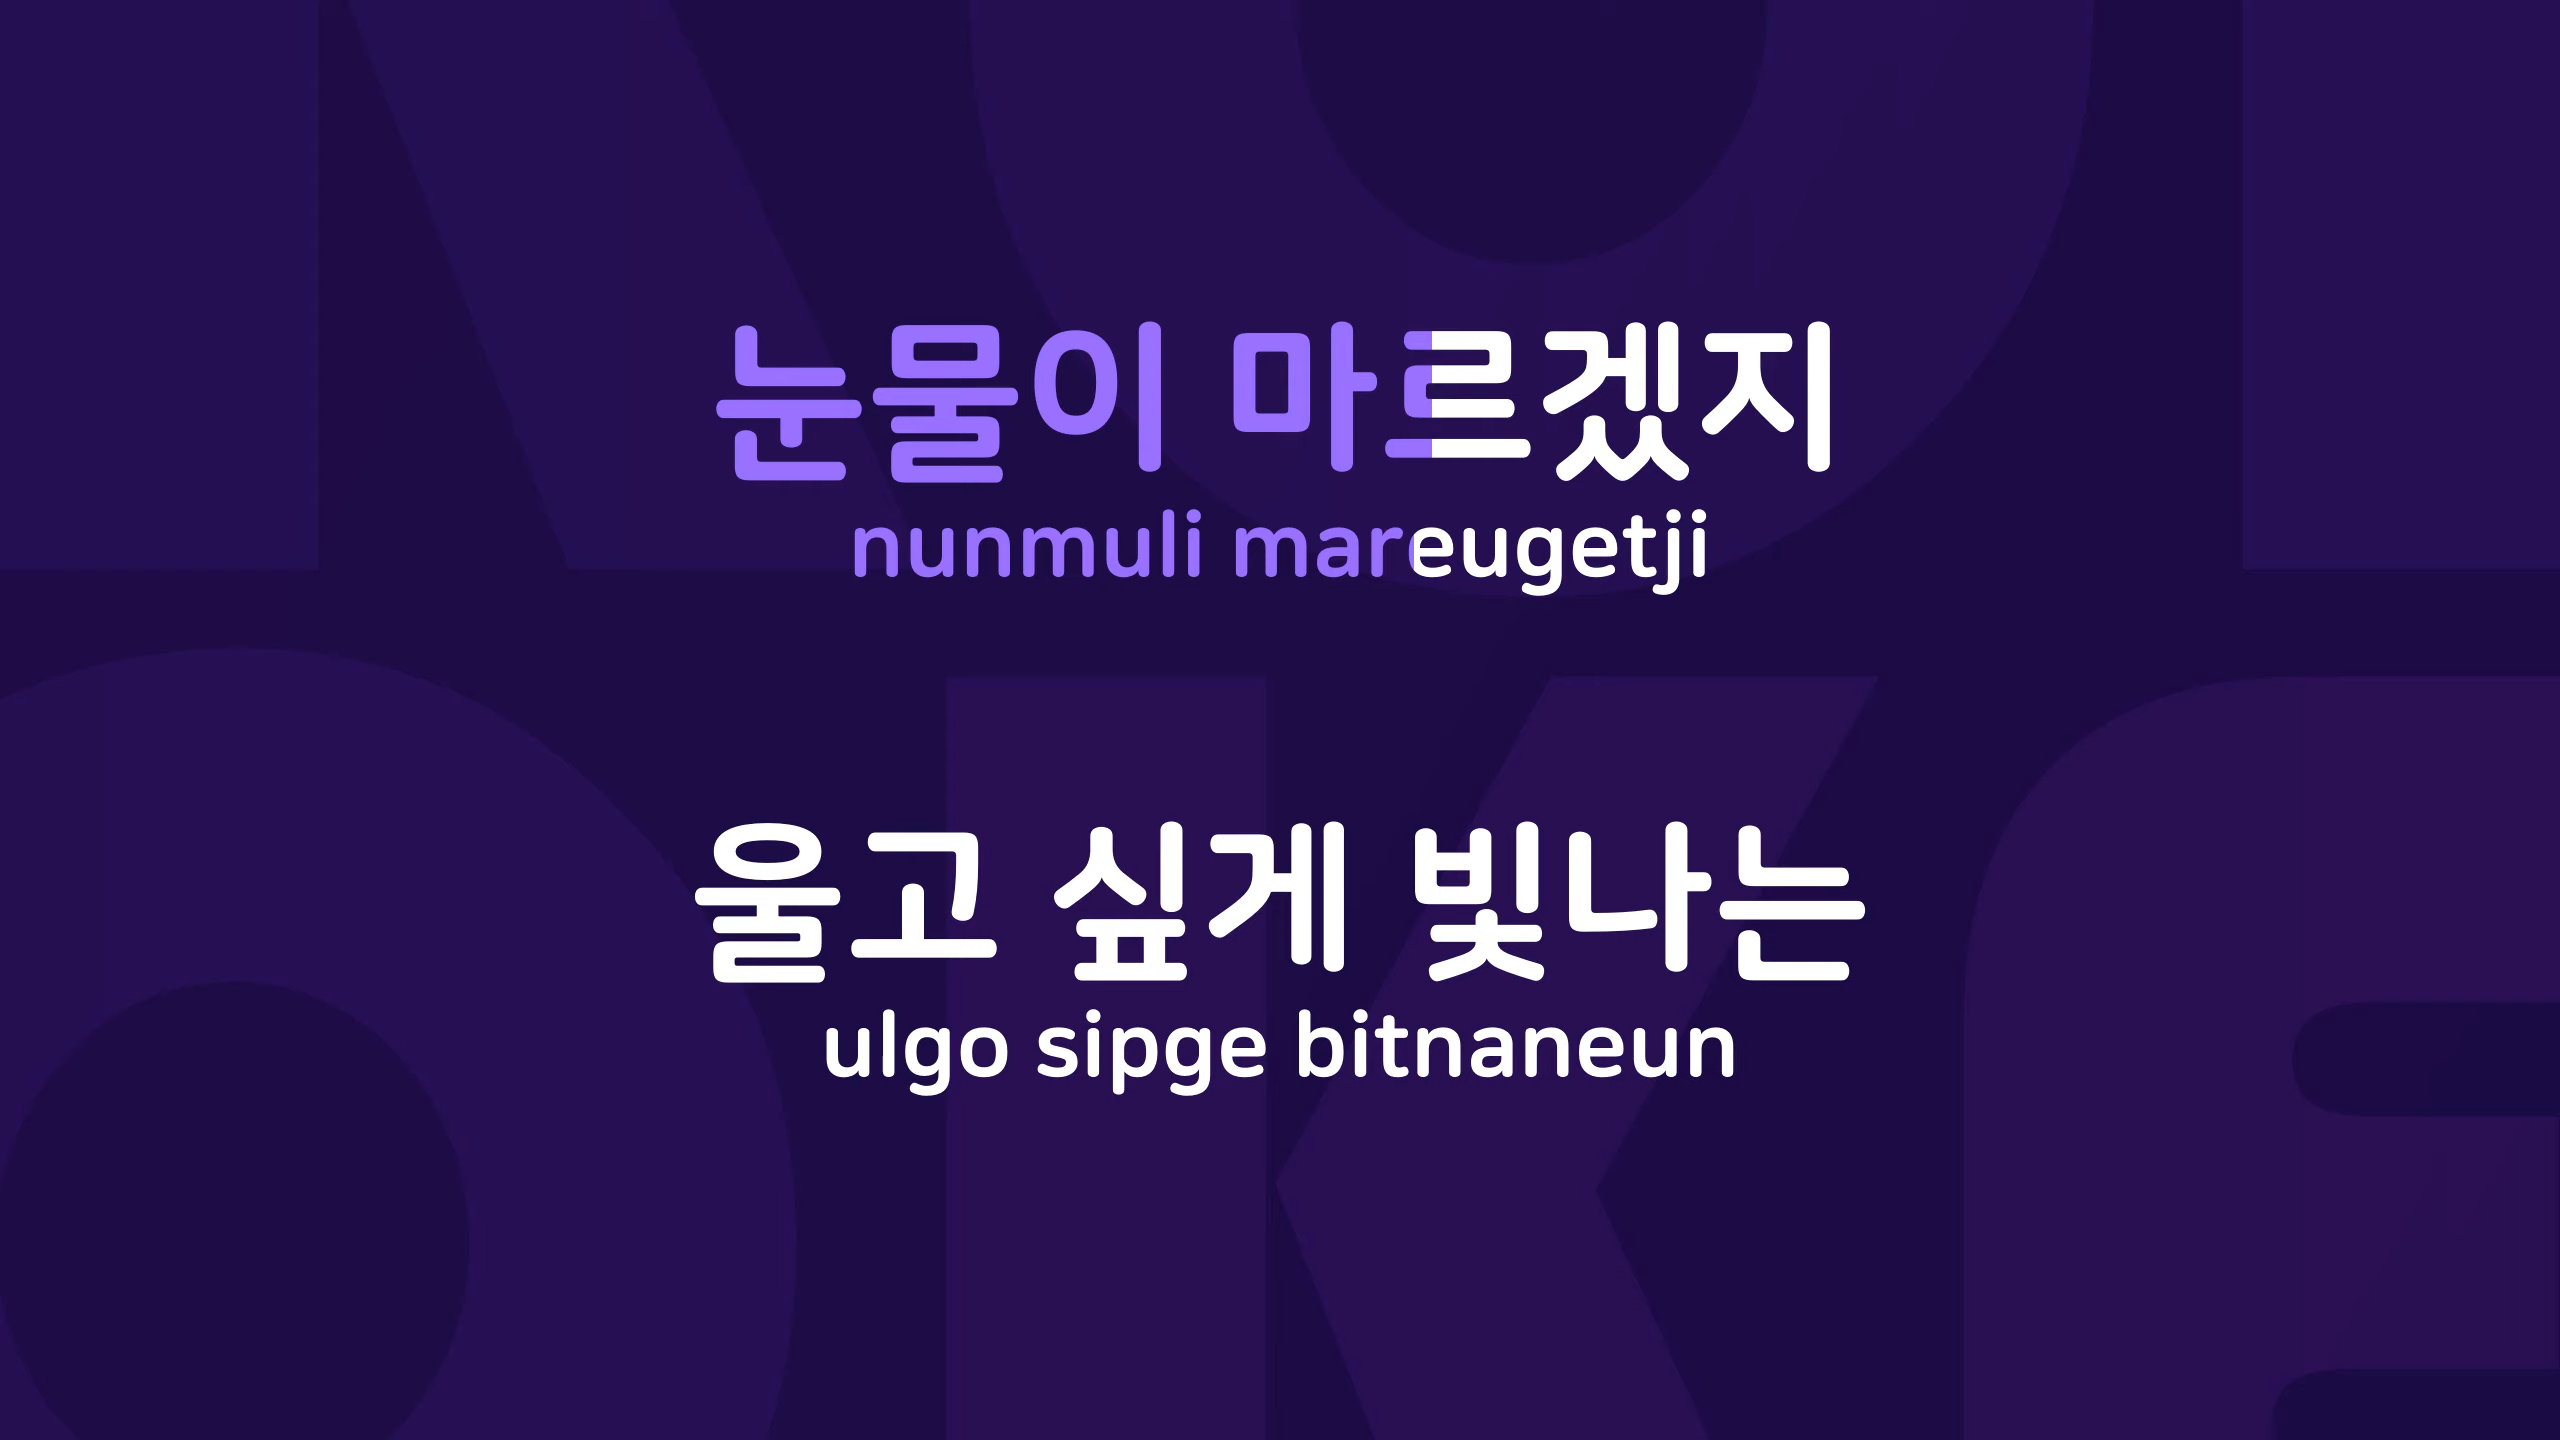 눈물이 마르겠지
nunmuli mareugetji
울고 싶게 빛나는
ulgo sipge bitnaneun